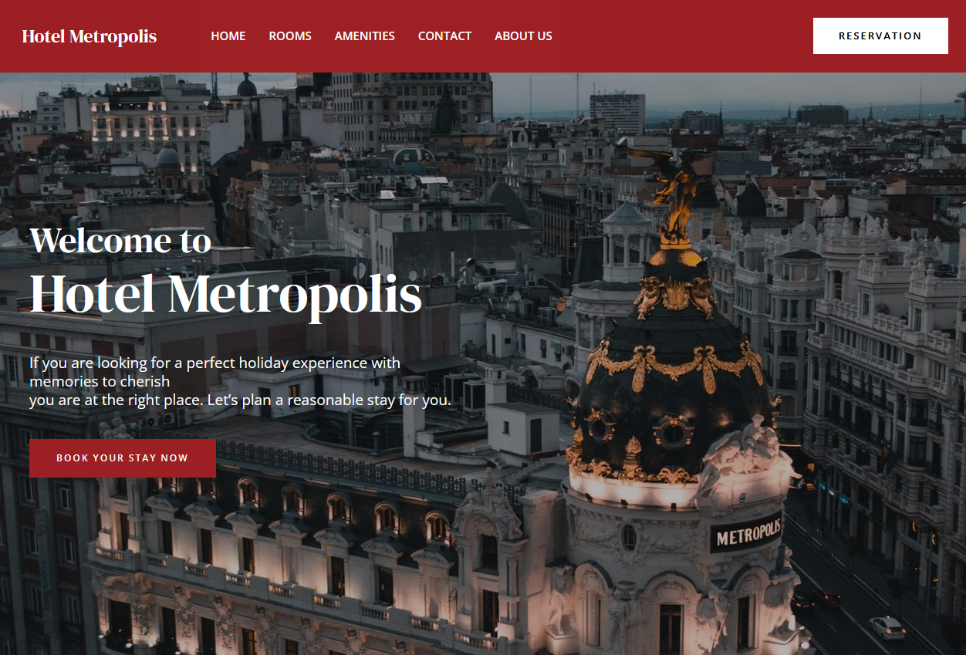 Hotel Metropolis
HOME ROOMS AMENITIES CONTACT ABOUT US
RESERVATION
Welcome to
Hotel Metropolis
If you are looking for a perfect holiday experience with
memories to cherish
you are at the right place. Let’s plan a reasonable stay for you.
BOOK YOUR STAY NOW
METROPOLIS